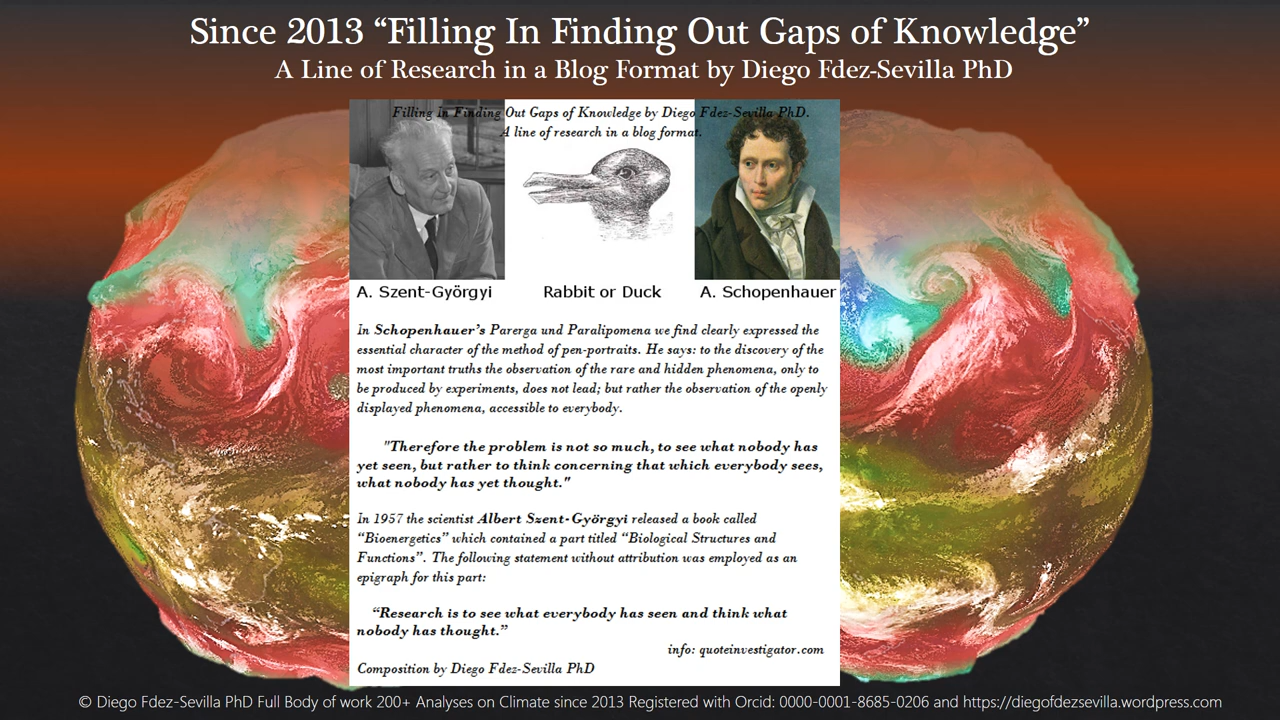 Since 2013 “Filling In Finding Out Gaps of Knowledge”
A Line of Research in a Blog Format by Diego Fdez-Sevilla PhD
Filling In Finding Out Gaps of Knowledge by Diego Fdez-Sevilla PhD.
A line of research in a blog format.
A. Szent-Györgyi
Rabbit or Duck
A. Schopenhauer
In Schopenhauer’s Parerga und Paralipomena we find clearly expressed the
essential character of the method of pen-portraits. He says: to the discovery of the
most important truths the observation of the rare and hidden phenomena, only to
be produced by experiments, does not lead; but rather the observation of the openly
displayed phenomena, accessible to everybody.
"Therefore the problem is not so much, to see what nobody has
yet seen, but rather to think concerning that which everybody sees,
what nobody has yet thought."
In 1957 the scientist Albert Szent-Györgyi released a book called
“Bioenergetics” which contained a part titled “Biological Structures and
Functions”. The following statement without attribution was employed as an
epigraph for this part:
“Research is to see what everybody has seen and think what
nobody has thought.”
info: quoteinvestigator.com
Composition by Diego Fdez-Sevilla PhD
© Diego Fdez-Sevilla PhD Full Body of work 200+ Analyses on Climate since 2013 Registered with Orcid: 0000-0001-8685-0206 and https://diegofdezsevilla.wordpress.com